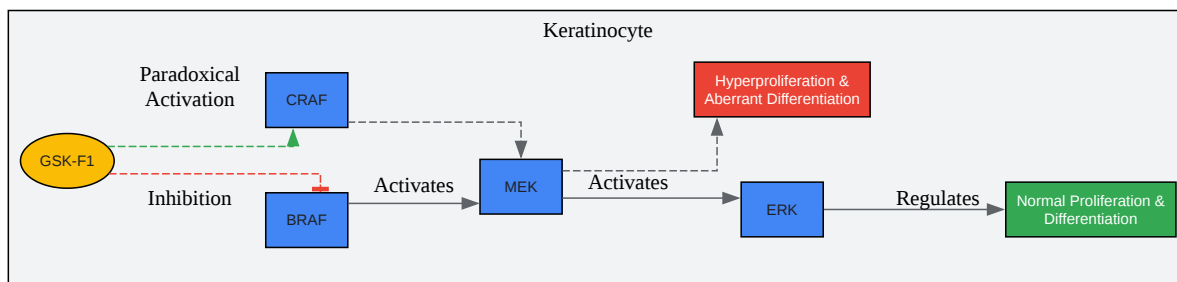 Keratinocyte
Paradoxical
Activation
CRAF
Hyperproliferation &
Aberrant Differentiation
GSK-F1
Inhibition
BRAF
Activates
MEK
Activates
ERK
Regulates
Normal Proliferation &
Differentiation